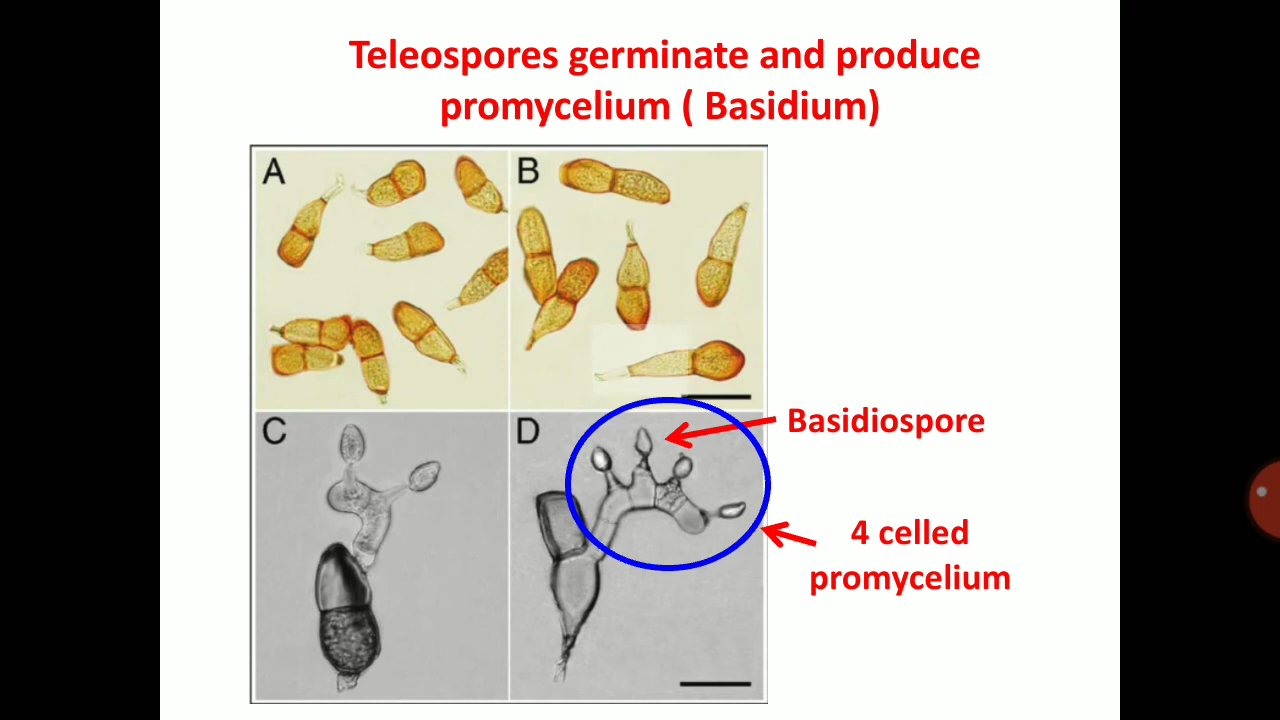 Teleospores germinate and produce
promycelium ( Basidium)
A
B
C
D
Basidiospore
4 celled
promycelium